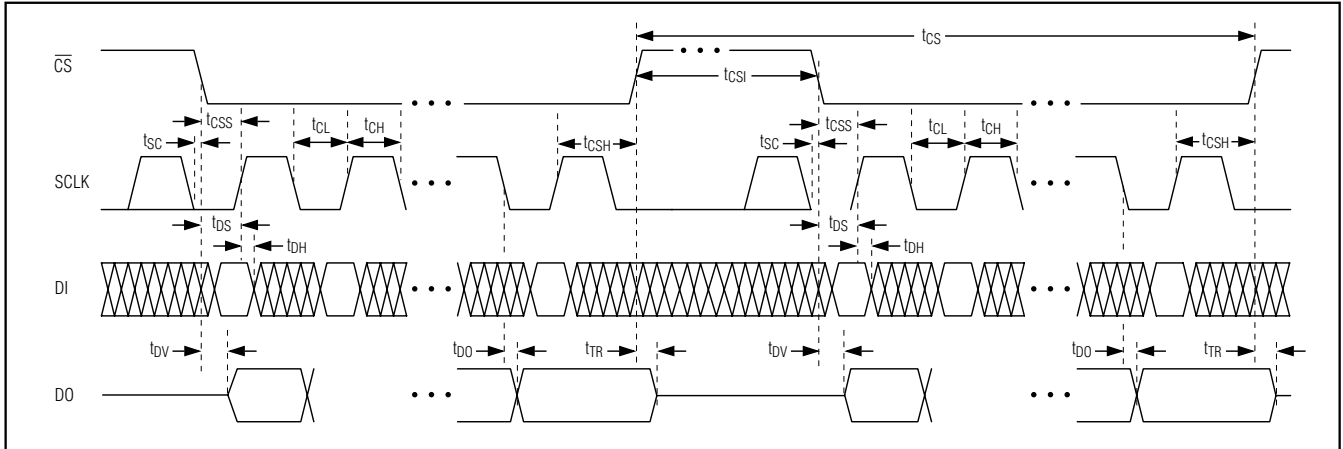 tCS
CS
• • •
tCSI
• • •
• • •
tCSS
tCL
tCH
tCSS
tCL
tCH
tSC
tCSH
tSC
tCSH
SCLK
• • •
• • •
tDS
tDS
tDH
tDH
DI
• • •
• • •
tDV
tDO
tTR
tDV
tDO
tTR
DO
• • •
• • •